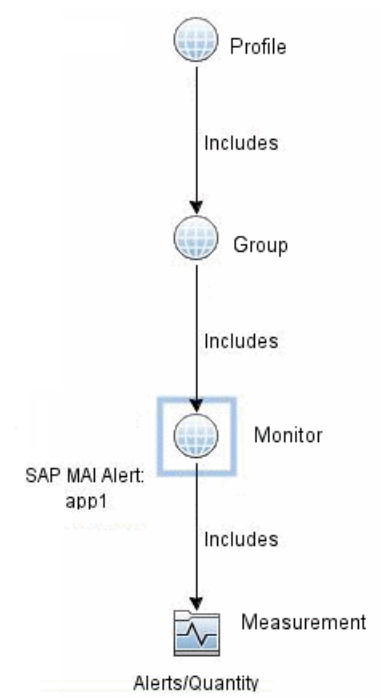 Profile
Includes
Group
Includes
Monitor
SAP MAI Alert:
app1
Includes
Measurement
Alerts/Quantity